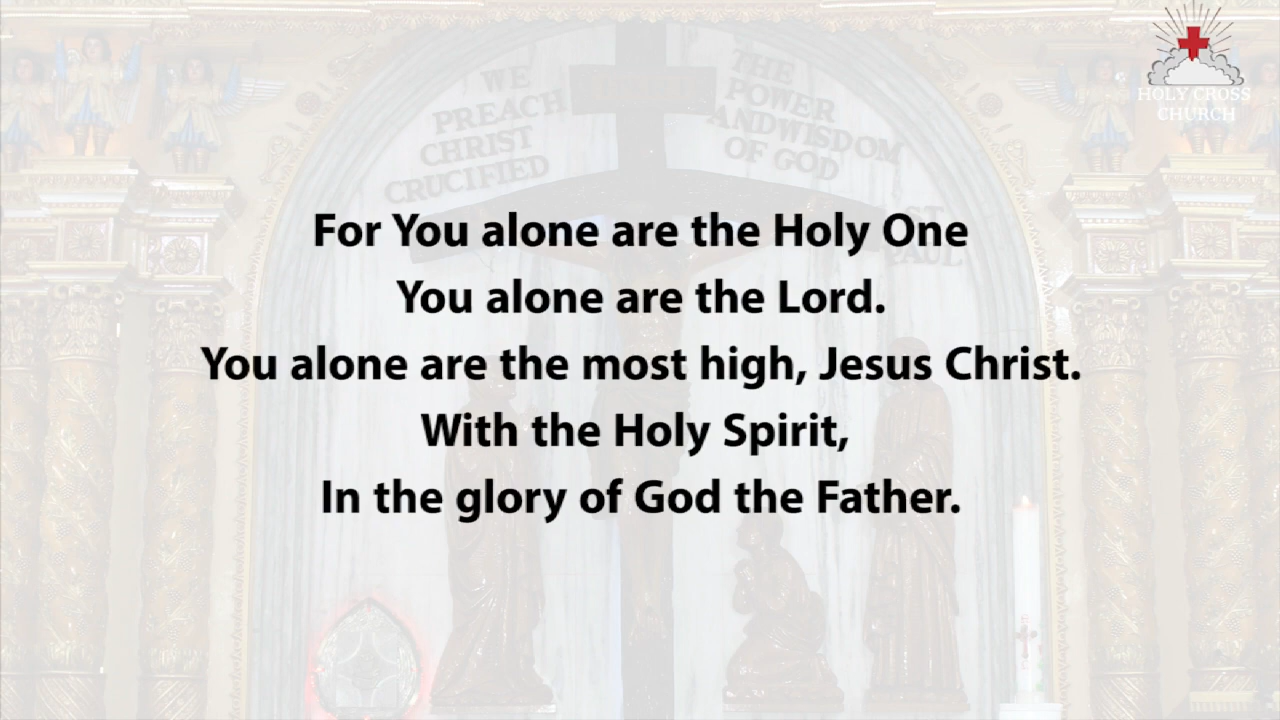 WE
PREACH
CHRIST
CRUCIFIED
THE
POWER
ANDWISDOM
OF GOD
ST.
PAUL
HOLY CROSS
CHURCH
For You alone are the Holy One
You alone are the Lord.
You alone are the most high, Jesus Christ.
With the Holy Spirit,
In the glory of God the Father.